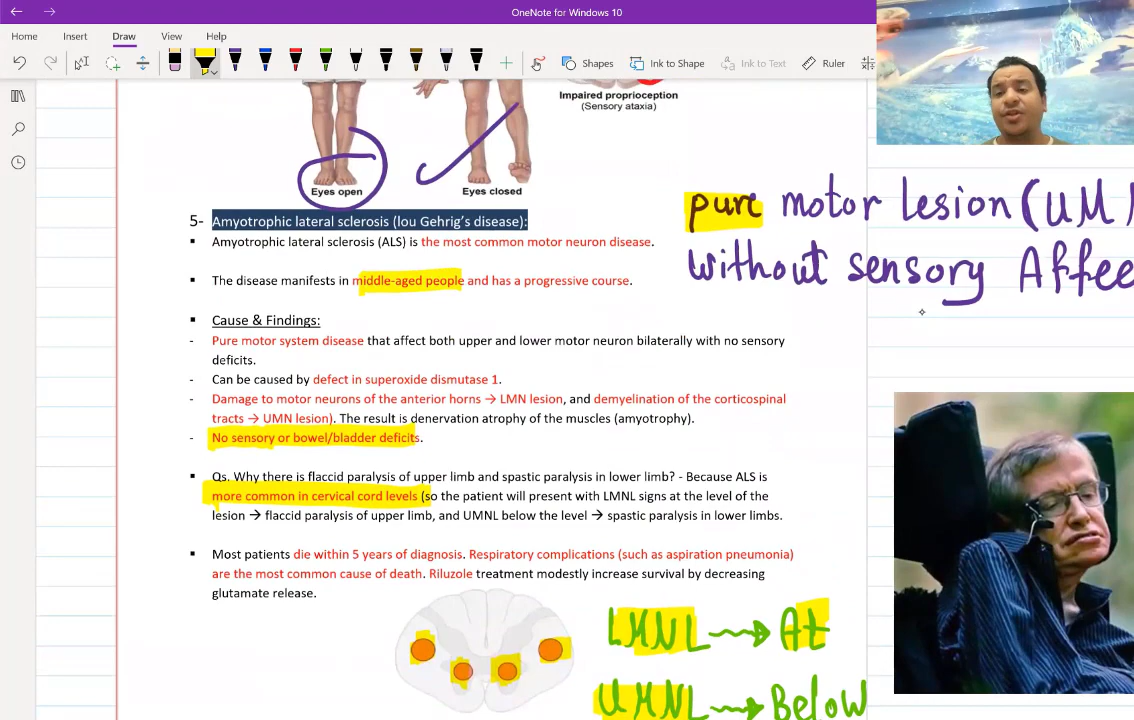 OneNote for Windows 10
Home Insert Draw View Help
Shapes Ink to Shape Ink to Text Ruler
Impaired proprioception
(Sensory ataxia)
Eyes open Eyes closed
pure motor lesion (UM
without sensory Affec
5- Amyotrophic lateral sclerosis (lou Gehrig's disease):
▪ Amyotrophic lateral sclerosis (ALS) is the most common motor neuron disease.
▪ The disease manifests in middle-aged people and has a progressive course.
▪ Cause & Findings:
- Pure motor system disease that affect both upper and lower motor neuron bilaterally with no sensory
deficits.
- Can be caused by defect in superoxide dismutase 1.
- Damage to motor neurons of the anterior horns → LMN lesion, and demyelination of the corticospinal
tracts → UMN lesion). The result is denervation atrophy of the muscles (amyotrophy).
- No sensory or bowel/bladder deficits.
▪ Qs. Why there is flaccid paralysis of upper limb and spastic paralysis in lower limb? - Because ALS is
more common in cervical cord levels (so the patient will present with LMNL signs at the level of the
lesion → flaccid paralysis of upper limb, and UMNL below the level → spastic paralysis in lower limbs.
▪ Most patients die within 5 years of diagnosis. Respiratory complications (such as aspiration pneumonia)
are the most common cause of death. Riluzole treatment modestly increase survival by decreasing
glutamate release.
LMNL → At
UMNL → Below